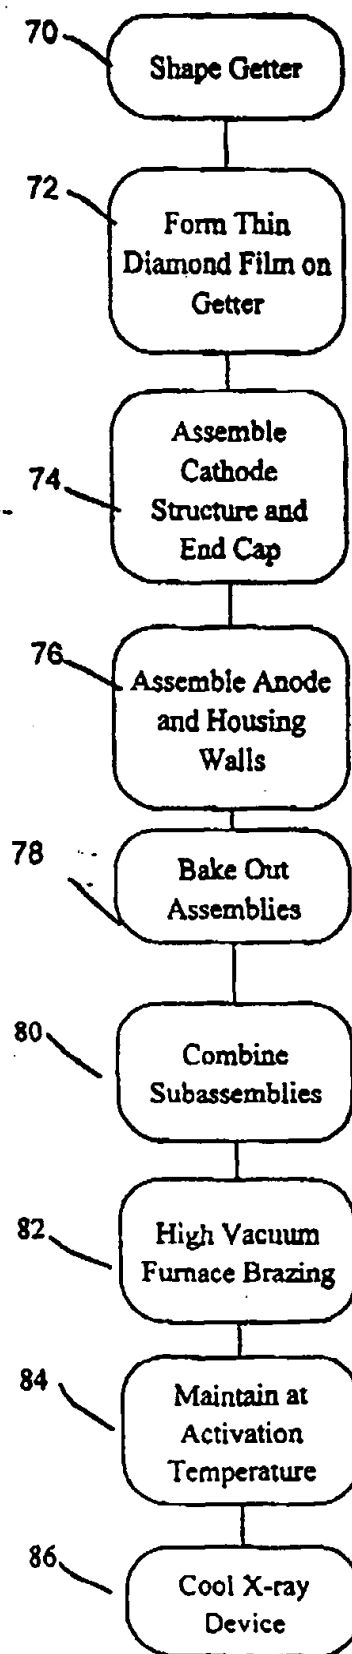 70
Shape Getter
72
Form Thin
Diamond Film on
Getter
74
Assemble
Cathode
Structure and
End Cap
76
Assemble Anode
and Housing
Walls
78
Bake Out
Assemblies
80
Combine
Subassemblies
82
High Vacuum
Furnace Brazing
84
Maintain at
Activation
Temperature
86
Cool X-ray
Device